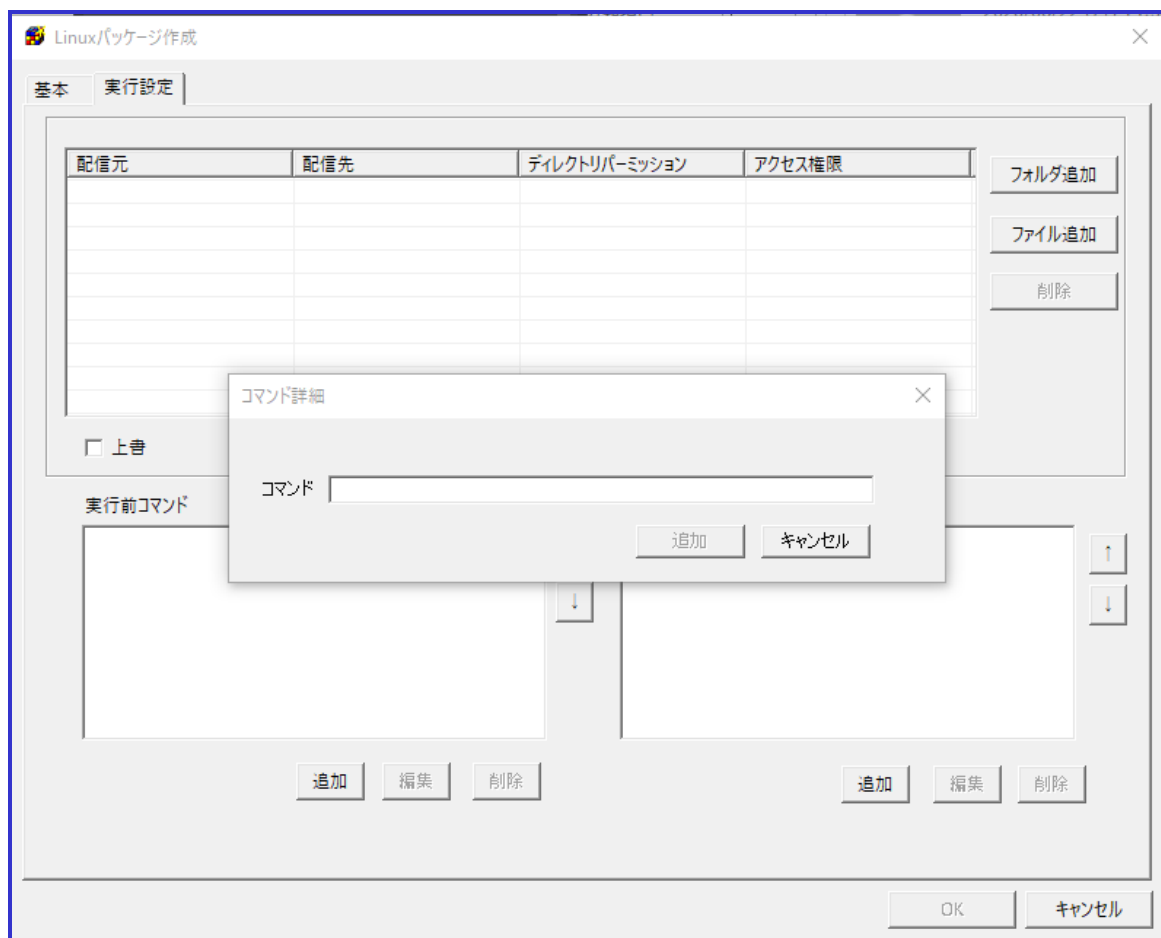 Linuxパッケージ作成
基本 実行設定
配信元 配信先 ディレクトリパーミッション アクセス権限
フォルダ追加
ファイル追加
削除
コマンド詳細
上書
コマンド
実行前コマンド
追加 キャンセル
↑
↓ ↓
追加 編集 削除 追加 編集 削除
OK キャンセル